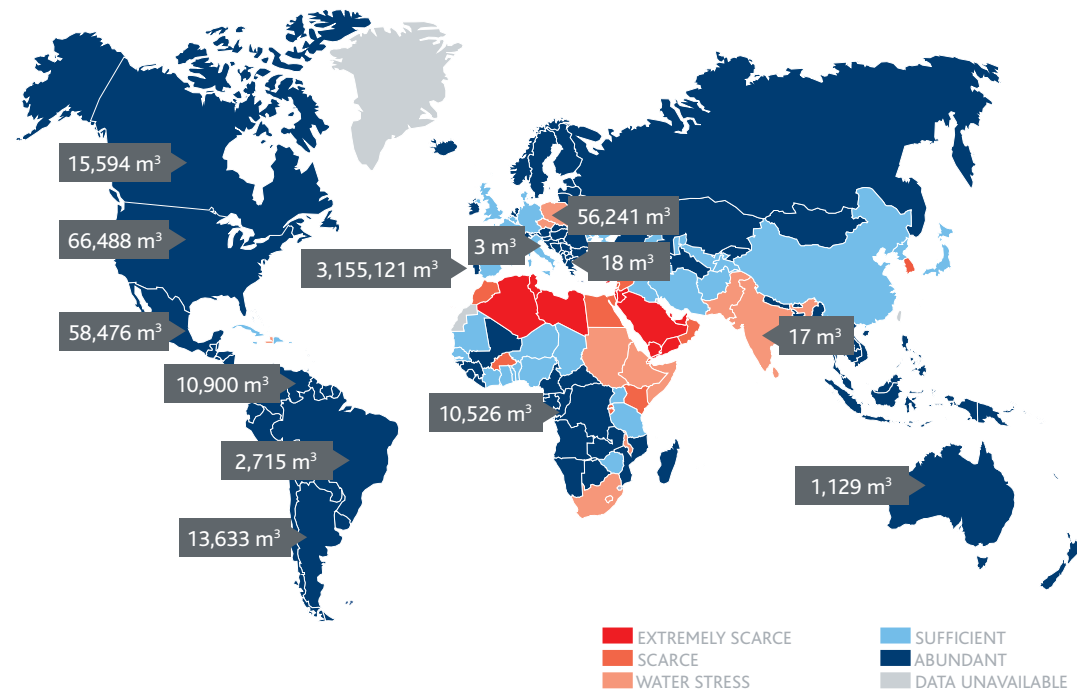 15,594 m³
66,488 m³
58,476 m³
10,900 m³
2,715 m³
13,633 m³
3,155,121 m³
3 m³
56,241 m³
18 m³
10,526 m³
17 m³
1,129 m³
EXTREMELY SCARCE
SCARCE
WATER STRESS
SUFFICIENT
ABUNDANT
DATA UNAVAILABLE